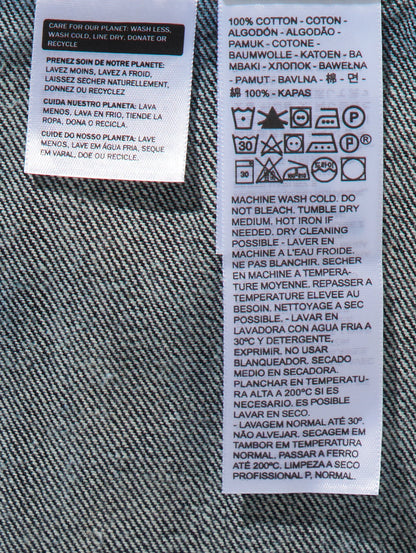 CARE FOR OUR PLANET: WASH LESS,
WASH COLD, LINE DRY, DONATE OR
RECYCLE
PRENEZ SOIN DE NOTRE PLANETE:
LAVEZ MOINS, LAVEZ A FROID,
LAISSEZ SÉCHER NATURELLEMENT,
DONNEZ OU RECYCLEZ
CUIDA NUESTRO PLANETA: LAVA
MENOS, LAVA EN FRIO, TIENDE LA
ROPA, DONA O RECICLA.
CUIDE DO NOSSO PLANETA: LAVE
MENOS, LAVE EM ÁGUA FRIA, SEQUE
EM VARAL, DOE OU RECICLE.
100% COTTON - COTON -
ALGODÓN - ALGODÃO -
PAMUK - COTONE -
BAUMWOLLE - KATOEN - BA
MBAKI - ХЛОПОК - BAWEŁNA
- PAMUT - BAVLNA - 棉 - 면 -
綿 100% - KAPAS
P
30 P ®
30 드라이
MACHINE WASH COLD. DO
NOT BLEACH. TUMBLE DRY
MEDIUM. HOT IRON IF
NEEDED. DRY CLEANING
POSSIBLE - LAVER EN
MACHINE A L'EAU FROIDE.
NE PAS BLANCHIR. SECHER
EN MACHINE A TEMPERA-
TURE MOYENNE. REPASSER A
TEMPERATURE ELEVEE AU
BESOIN. NETTOYAGE A SEC
POSSIBLE. - LAVAR EN
LAVADORA CON AGUA FRIA A
30ºC Y DETERGENTE,
EXPRIMIR. NO USAR
BLANQUEADOR. SECADO
MEDIO EN SECADORA.
PLANCHAR EN TEMPERATU-
RA ALTA A 200ºC SI ES
NECESARIO. ES POSIBLE
LAVAR EN SECO.
- LAVAGEM NORMAL ATÉ 30º.
NÃO ALVEJAR. SECAGEM EM
TAMBOR EM TEMPERATURA
NORMAL. PASSAR A FERRO
ATÉ 200ºC. LIMPEZA A SECO
PROFISSIONAL P, NORMAL.